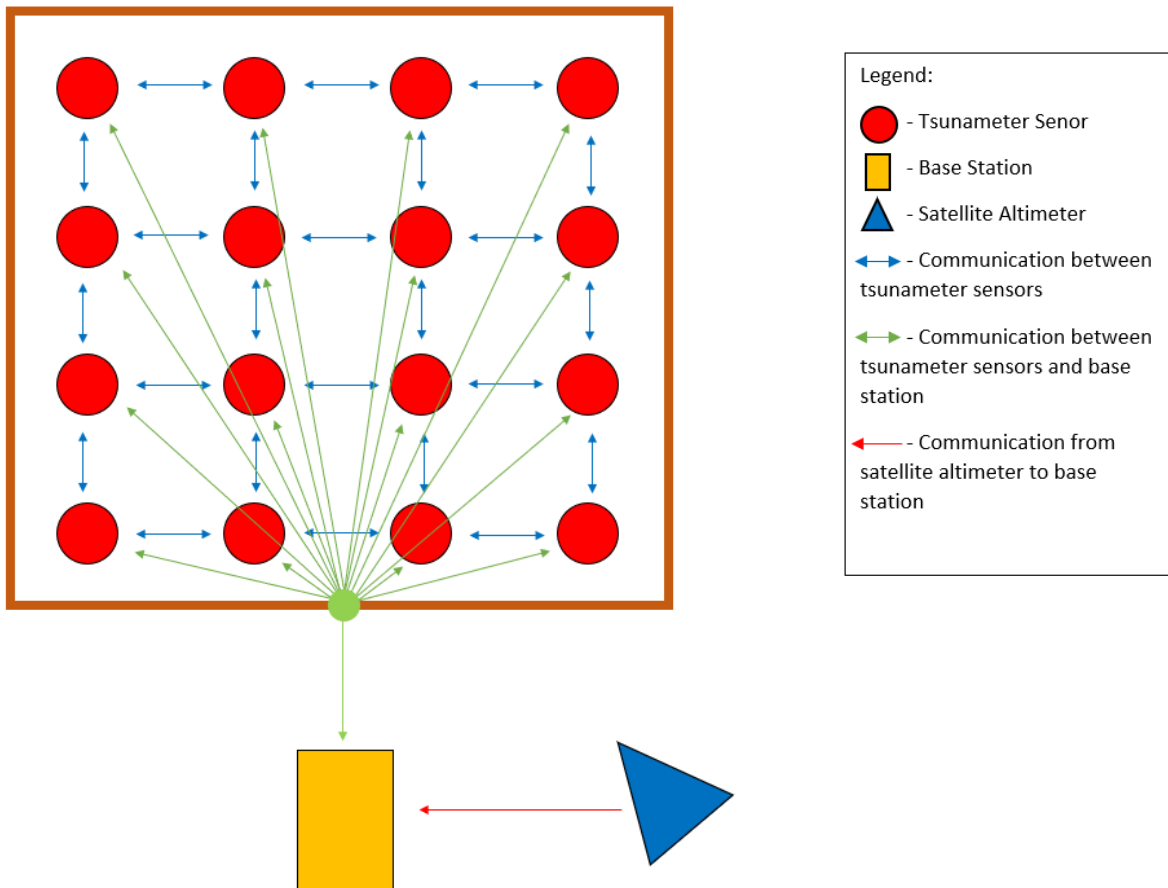 Legend:
- Tsunameter Senor
- Base Station
- Satellite Altimeter
- Communication between
tsunameter sensors
- Communication between
tsunameter sensors and base
station
- Communication from
satellite altimeter to base
station